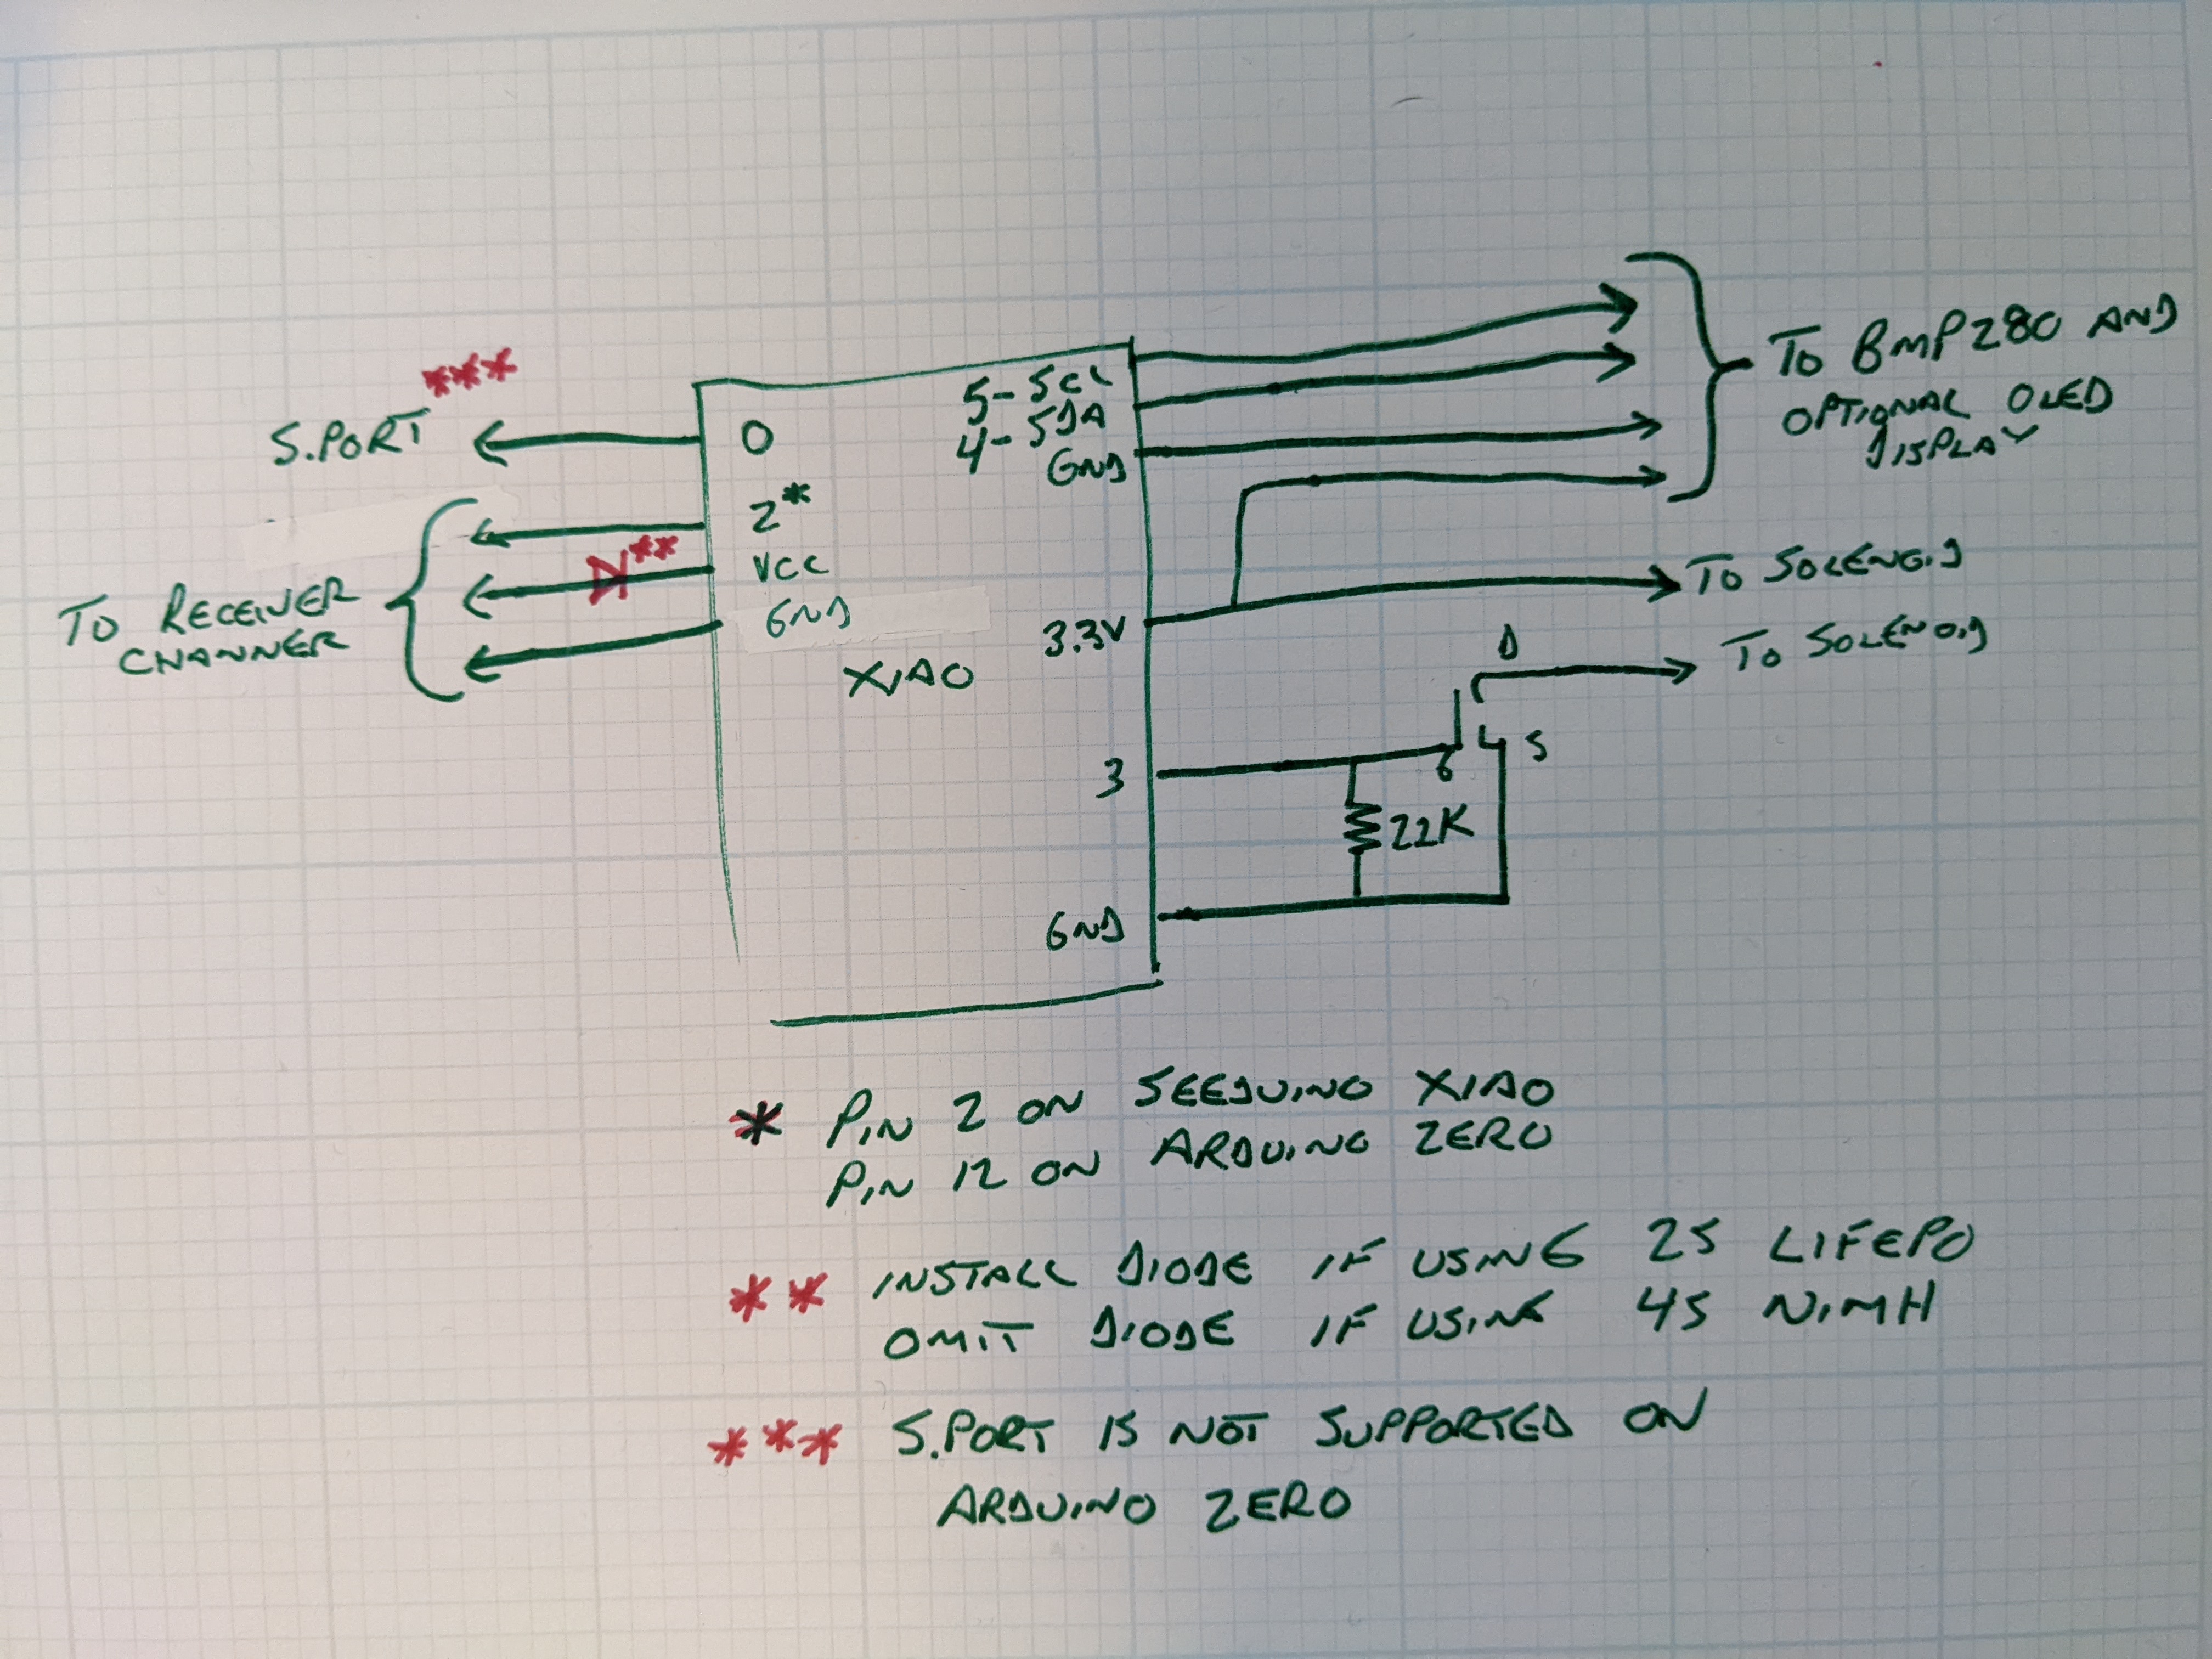 S.PORT ***
TO RECEIVER
CHANNER
0
2*
**
VCC
GND
XIAO
5- SCL
4- SDA
GND
3.3V
3
GND
TO BMP280 AND
OPTIONAL OLED
DISPLAY
TO SOLENOID
D
TO SOLENOID
G
S
22K
* PIN 2 ON SEEDUINO XIAO
PIN 12 ON ARDUINO ZERO
** INSTALL DIODE IF USING 2S LIFEPO
OMIT DIODE IF USING 4S NIMH
*** S.PORT IS NOT SUPPORTED ON
ARDUINO ZERO